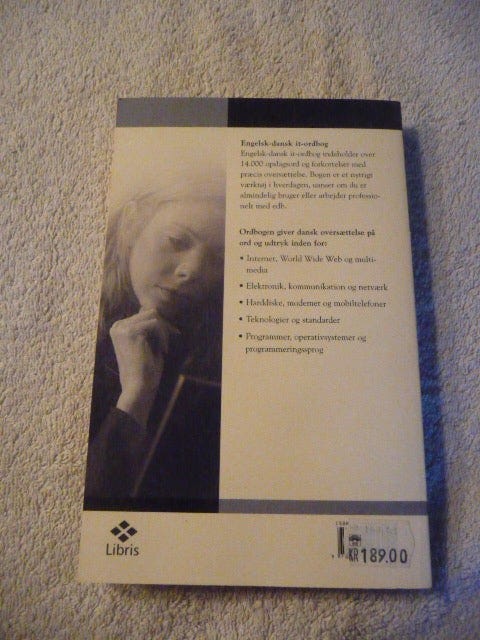 Engelsk-dansk it-ordbog
Engelsk-dansk it-ordbog indeholder over
14.000 opslagsord og forkortelser med
præcis oversættelse. Bogen er et nyttigt
værktøj i hverdagen, uanset om du er
almindelig bruger eller arbejder professio-
nelt med edb.
Ordbogen giver dansk oversættelse på
ord og udtryk inden for:
• Internet, World Wide Web og multi-
media
• Elektronik, kommunikation og netværk
• Harddiske, modemer og mobiltelefoner
• Teknologier og standarder
• Programmer, operativsystemer og
programmeringssprog
Libris
ISBN
KR 189.00